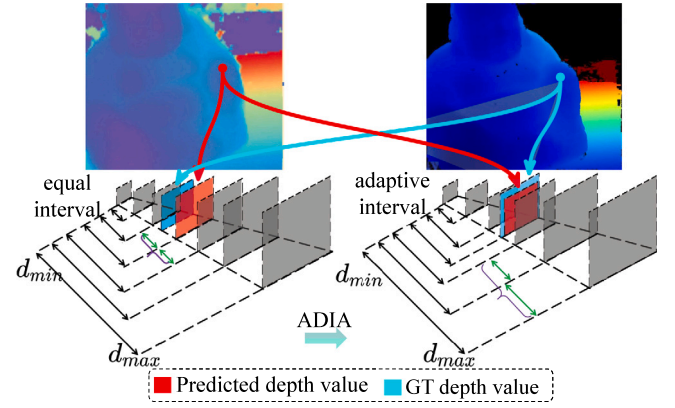 equal
interval
adaptive
interval
d_min
d_min
ADIA
d_max
d_max
Predicted depth value
GT depth value